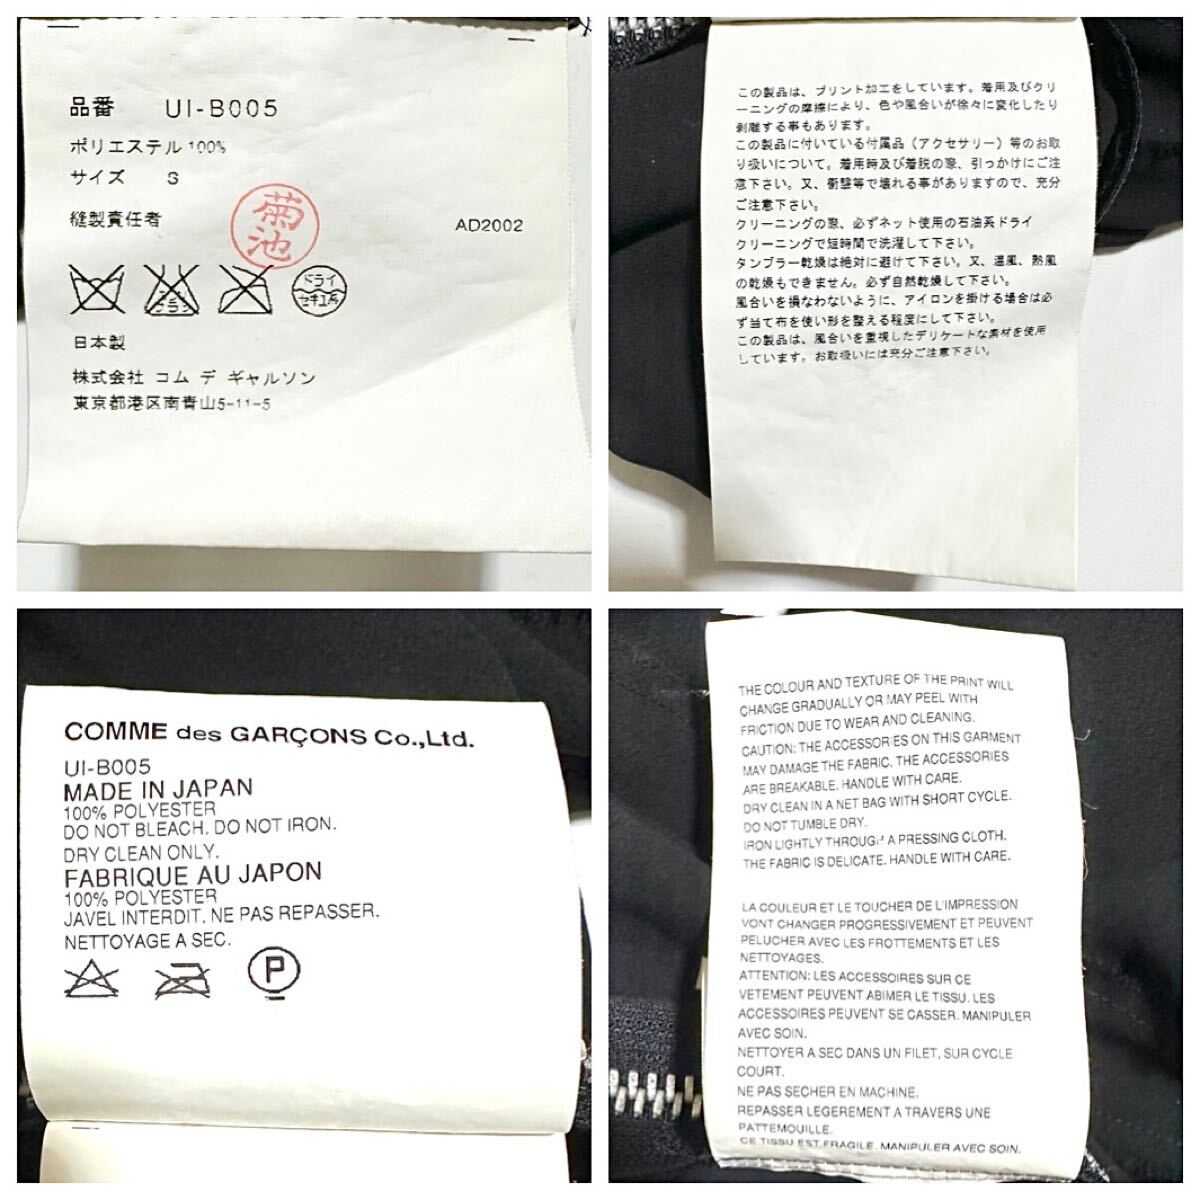 品番 UI-B005
ポリエステル 100%
サイズ S
縫製責任者
菊池
AD2002
エンソ
サラシ
ドライ
セキユ系
日本製
株式会社 コム デ ギャルソン
東京都港区南青山5-11-5
この製品は、プリント加工をしています。着用及びクリ
ーニングの摩擦により、色や風合いが徐々に変化したり
剥離する事もあります。
この製品に付いている付属品（アクセサリー）等のお取
り扱いについて。着用時及び着脱の際、引っかけにご注
意下さい。又、衝撃等で壊れる事がありますので、充分
ご注意下さい。
クリーニングの際、必ずネット使用の石油系ドライ
クリーニングで短時間で洗濯して下さい。
タンブラー乾燥は絶対に避けて下さい。又、温風、熱風
の乾燥もできません。必ず自然乾燥して下さい。
風合いを損なわないように、アイロンを掛ける場合は必
ず当て布を使い形を整える程度にして下さい。
この製品は、風合いを重視したデリケートな素材を使用
しています。お取扱いには充分ご注意下さい。
COMME des GARÇONS Co.,Ltd.
UI-B005
MADE IN JAPAN
100% POLYESTER
DO NOT BLEACH. DO NOT IRON.
DRY CLEAN ONLY.
FABRIQUE AU JAPON
100% POLYESTER
JAVEL INTERDIT. NE PAS REPASSER.
NETTOYAGE A SEC.
P
THE COLOUR AND TEXTURE OF THE PRINT WILL
CHANGE GRADUALLY OR MAY PEEL WITH
FRICTION DUE TO WEAR AND CLEANING.
CAUTION: THE ACCESSORIES ON THIS GARMENT
MAY DAMAGE THE FABRIC. THE ACCESSORIES
ARE BREAKABLE. HANDLE WITH CARE.
DRY CLEAN IN A NET BAG WITH SHORT CYCLE.
DO NOT TUMBLE DRY.
IRON LIGHTLY THROUGH A PRESSING CLOTH.
THE FABRIC IS DELICATE. HANDLE WITH CARE.
LA COULEUR ET LE TOUCHER DE L'IMPRESSION
VONT CHANGER PROGRESSIVEMENT ET PEUVENT
PELUCHER AVEC LES FROTTEMENTS ET LES
NETTOYAGES.
ATTENTION: LES ACCESSOIRES SUR CE
VETEMENT PEUVENT ABIMER LE TISSU. LES
ACCESSOIRES PEUVENT SE CASSER. MANIPULER
AVEC SOIN.
NETTOYER A SEC DANS UN FILET, SUR CYCLE
COURT.
NE PAS SECHER EN MACHINE.
REPASSER LEGEREMENT A TRAVERS UNE
PATTEMOUILLE.
CE TISSU EST FRAGILE. MANIPULER AVEC SOIN.